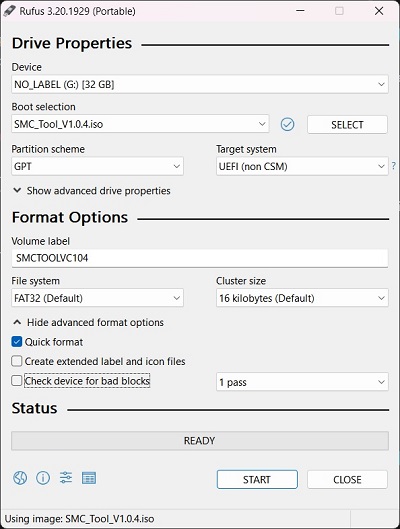 Rufus 3.20.1929 (Portable)
Drive Properties
Device
NO_LABEL (G:) [32 GB]
Boot selection
SMC_Tool_V1.0.4.iso
SELECT
Partition scheme Target system
GPT UEFI (non CSM) ?
Show advanced drive properties
Format Options
Volume label
SMCTOOLVC104
File system Cluster size
FAT32 (Default) 16 kilobytes (Default)
Hide advanced format options
Quick format
Create extended label and icon files
Check device for bad blocks 1 pass
Status
READY
START CLOSE
Using image: SMC_Tool_V1.0.4.iso